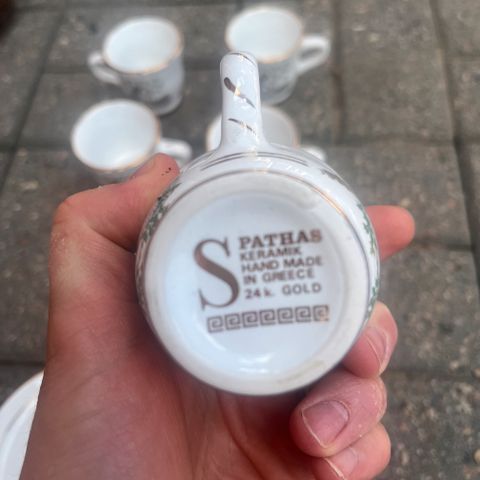 SPATHAS
KERAMIK
HAND MADE
IN GREECE
24 k. GOLD